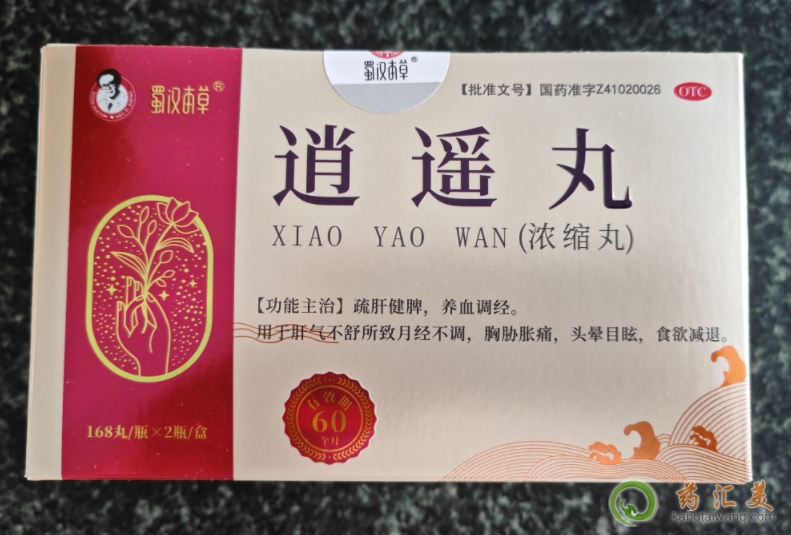 蜀汉本草®
蜀汉本草®
【批准文号】国药准字Z41020026 OTC
逍遥丸
XIAO YAO WAN(浓缩丸)
【功能主治】疏肝健脾，养血调经。
用于肝气不舒所致月经不调，胸胁胀痛，头晕目眩，食欲减退。
有效期
60
个月
168丸/瓶×2瓶/盒
药汇美
kangtaiwang.com